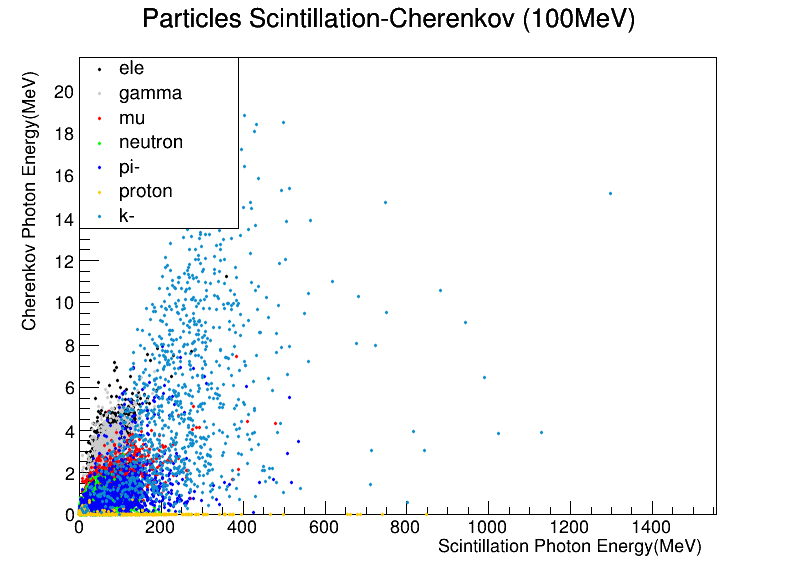 Particles Scintillation-Cherenkov (100MeV)
Cherenkov Photon Energy(MeV)
20
18
16
14
12
10
8
6
4
2
0
ele
gamma
mu
neutron
pi-
proton
k-
0 200 400 600 800 1000 1200 1400
Scintillation Photon Energy(MeV)